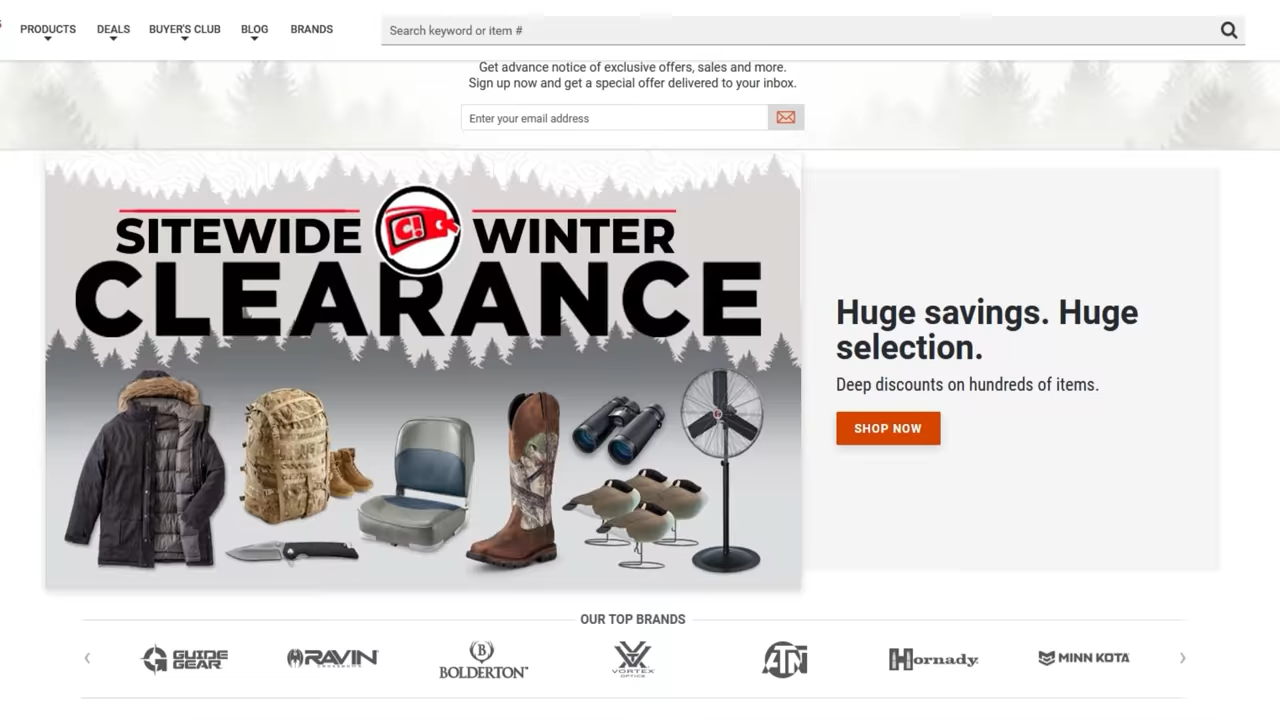 PRODUCTS DEALS BUYER'S CLUB BLOG BRANDS
Search keyword or item #
Get advance notice of exclusive offers, sales and more.
Sign up now and get a special offer delivered to your inbox.
Enter your email address
SITEWIDE C! WINTER
CLEARANCE
Huge savings. Huge
selection.
Deep discounts on hundreds of items.
SHOP NOW
OUR TOP BRANDS
GUIDE
GEAR
RAVIN
B
BOLDERTON™
VORTEX
OPTICS
ATN
Hornady
MINN KOTA